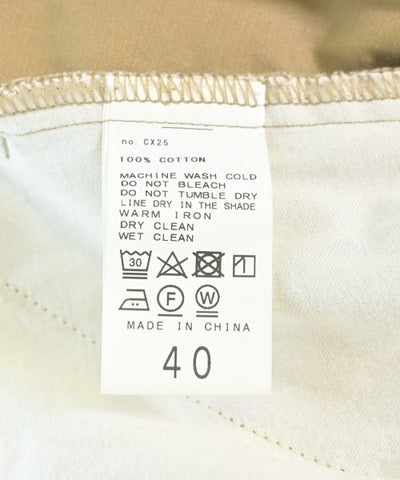 no. CX25
100% COTTON
MACHINE WASH COLD
DO NOT BLEACH
DO NOT TUMBLE DRY
LINE DRY IN THE SHADE
WARM IRON
DRY CLEAN
WET CLEAN
30
F W
MADE IN CHINA
40